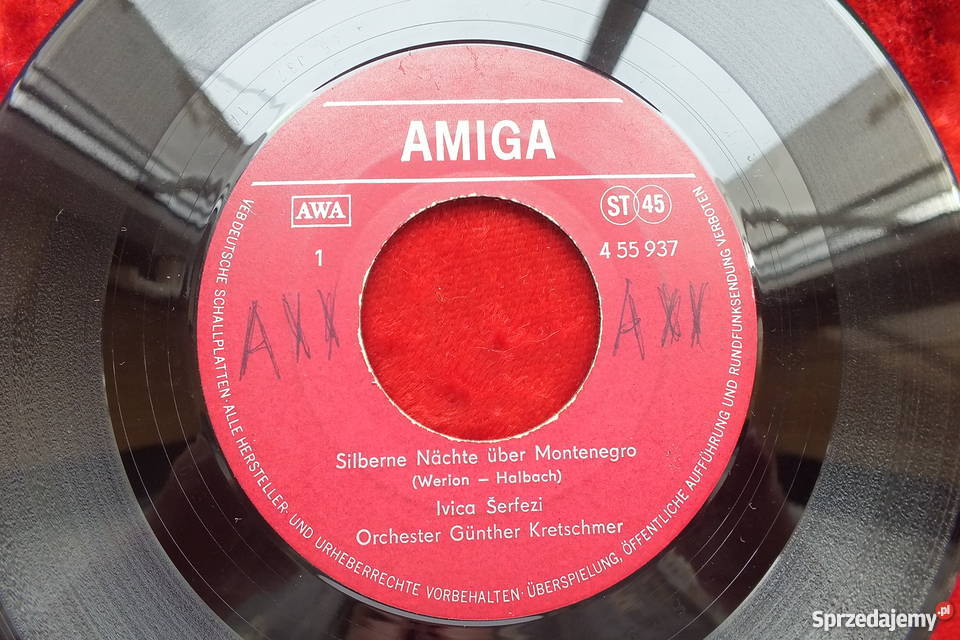 AMIGA
AWA
ST 45
1
4 55 937
AXX
AXX
Silberne Nächte über Montenegro
(Werion — Halbach)
Ivica Šerfezi
Orchester Günther Kretschmer
VEB DEUTSCHE SCHALLPLATTEN · ALLE HERSTELLER- UND URHEBERRECHTE VORBEHALTEN · ÜBERSPIELUNG, ÖFFENTLICHE AUFFÜHRUNG UND RUNDFUNKSENDUNG VERBOTEN
Sprzedajemy.pl